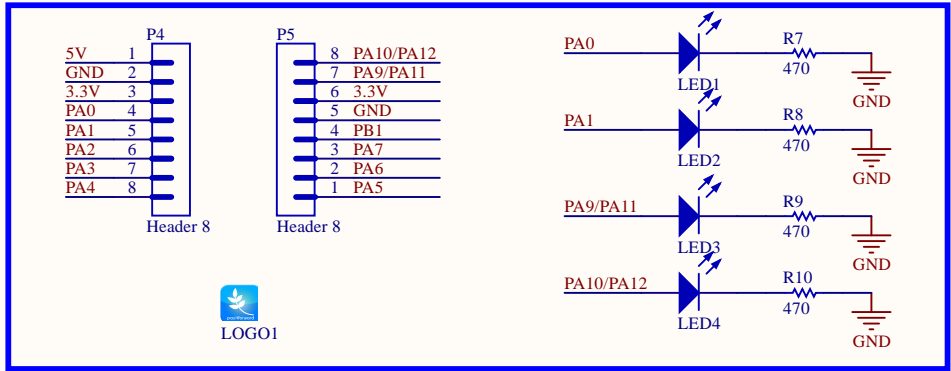 P4
5V 1
GND 2
3.3V 3
PA0 4
PA1 5
PA2 6
PA3 7
PA4 8
Header 8
P5
8 PA10/PA12
7 PA9/PA11
6 3.3V
5 GND
4 PB1
3 PA7
2 PA6
1 PA5
Header 8
LOGO1
PA0
LED1
R7
470
GND
PA1
LED2
R8
470
GND
PA9/PA11
LED3
R9
470
GND
PA10/PA12
LED4
R10
470
GND